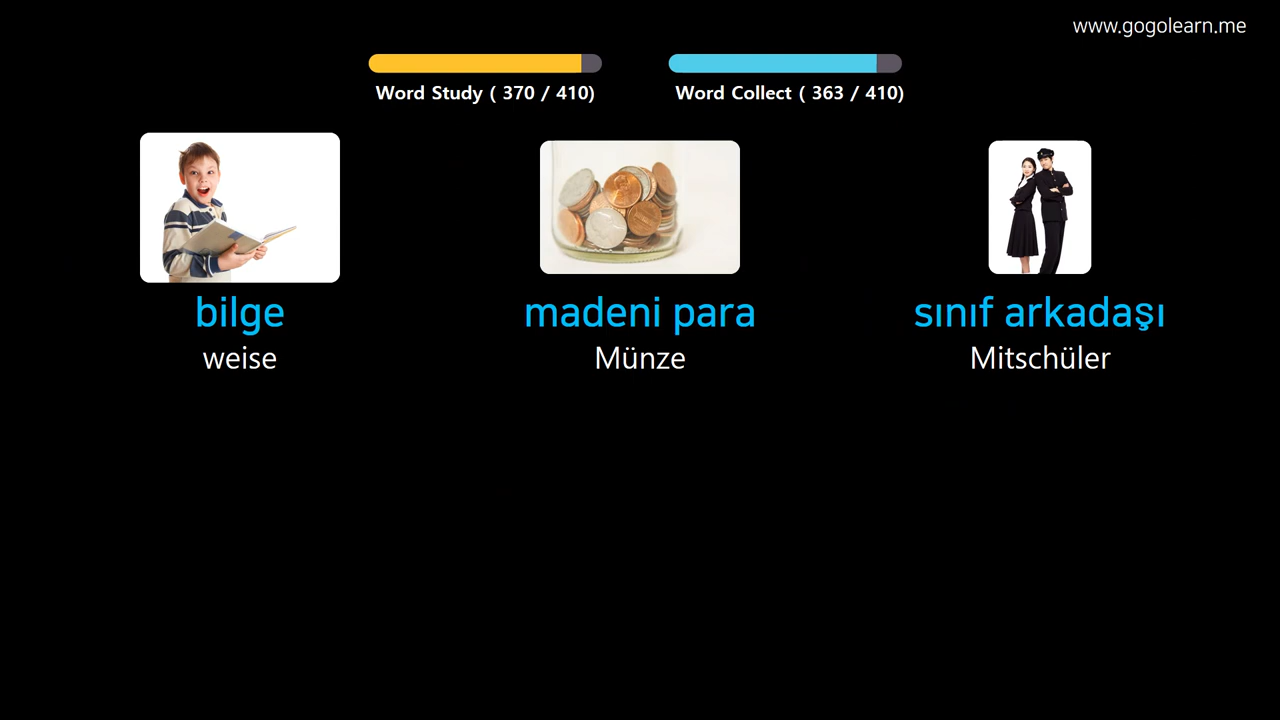 www.gogolearn.me
Word Study ( 370 / 410)
Word Collect ( 363 / 410)
bilge
weise
madeni para
Münze
sınıf arkadaşı
Mitschüler